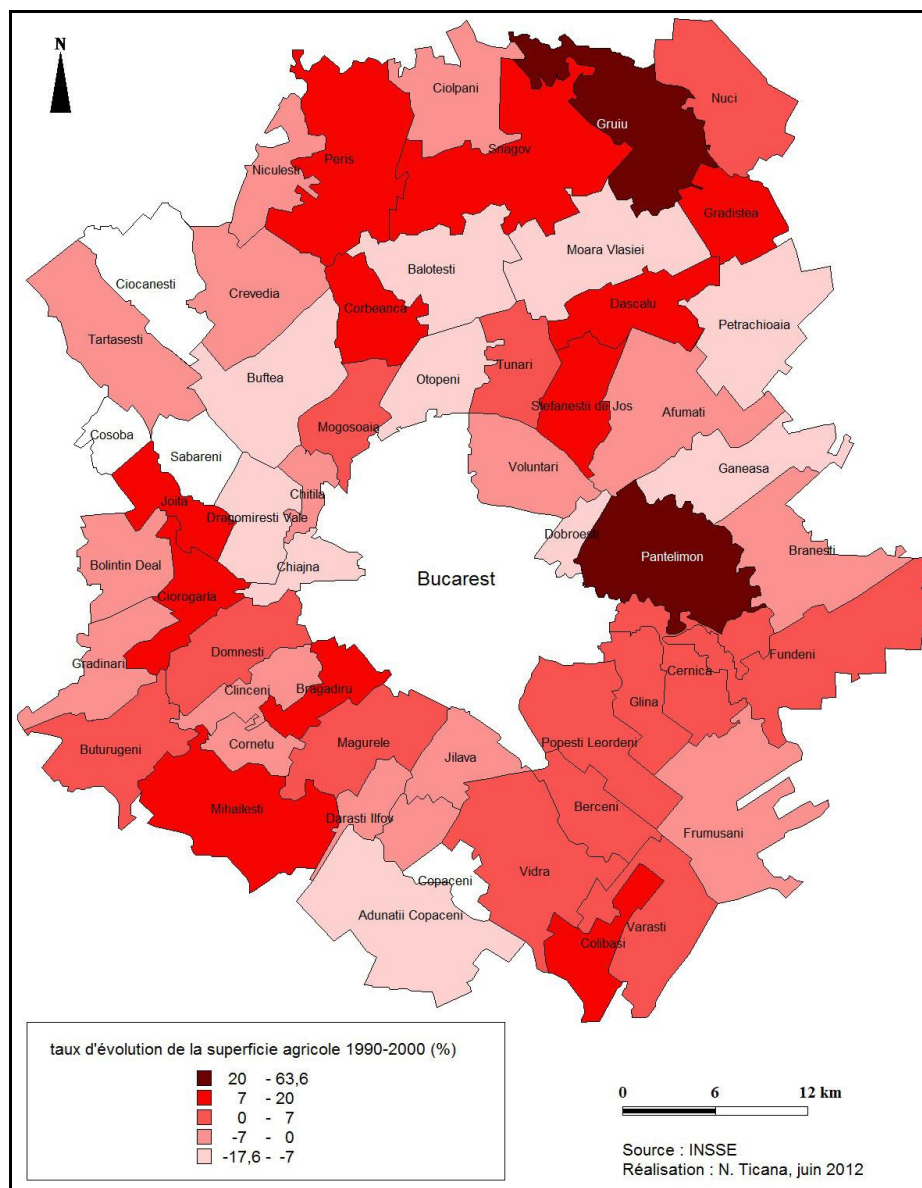 N
Ciolpani
Nuci
Gruiu
Snagov
Peris
Niculesti
Gradistea
Moara Vlasiei
Balotesti
Ciocanesti
Crevedia
Corbeanca
Dascalu
Petrachioaia
Tartasesti
Buftea
Otopeni
Tunari
Stefanestii de Jos
Afumati
Mogosoaia
Cosoba
Sabareni
Voluntari
Ganeasa
Chitila
Joita
Dragomiresti Vale
Dobroesti
Pantelimon
Branesti
Bolintin Deal
Chiajna
Bucarest
Ciorogarla
Domnesti
Fundeni
Gradinari
Cernica
Clinceni
Bragadiru
Glina
Buturugeni
Cornetu
Magurele
Popesti Leordeni
Jilava
Mihailesti
Darasti Ilfov
Berceni
Frumusani
Vidra
Copaceni
Adunatii Copaceni
Varasti
Colibasi
taux d'évolution de la superficie agricole 1990-2000 (%)
20 - 63,6
7 - 20
0 - 7
-7 - 0
-17,6 - -7
0 6 12 km
Source : INSSE
Réalisation : N. Ticana, juin 2012